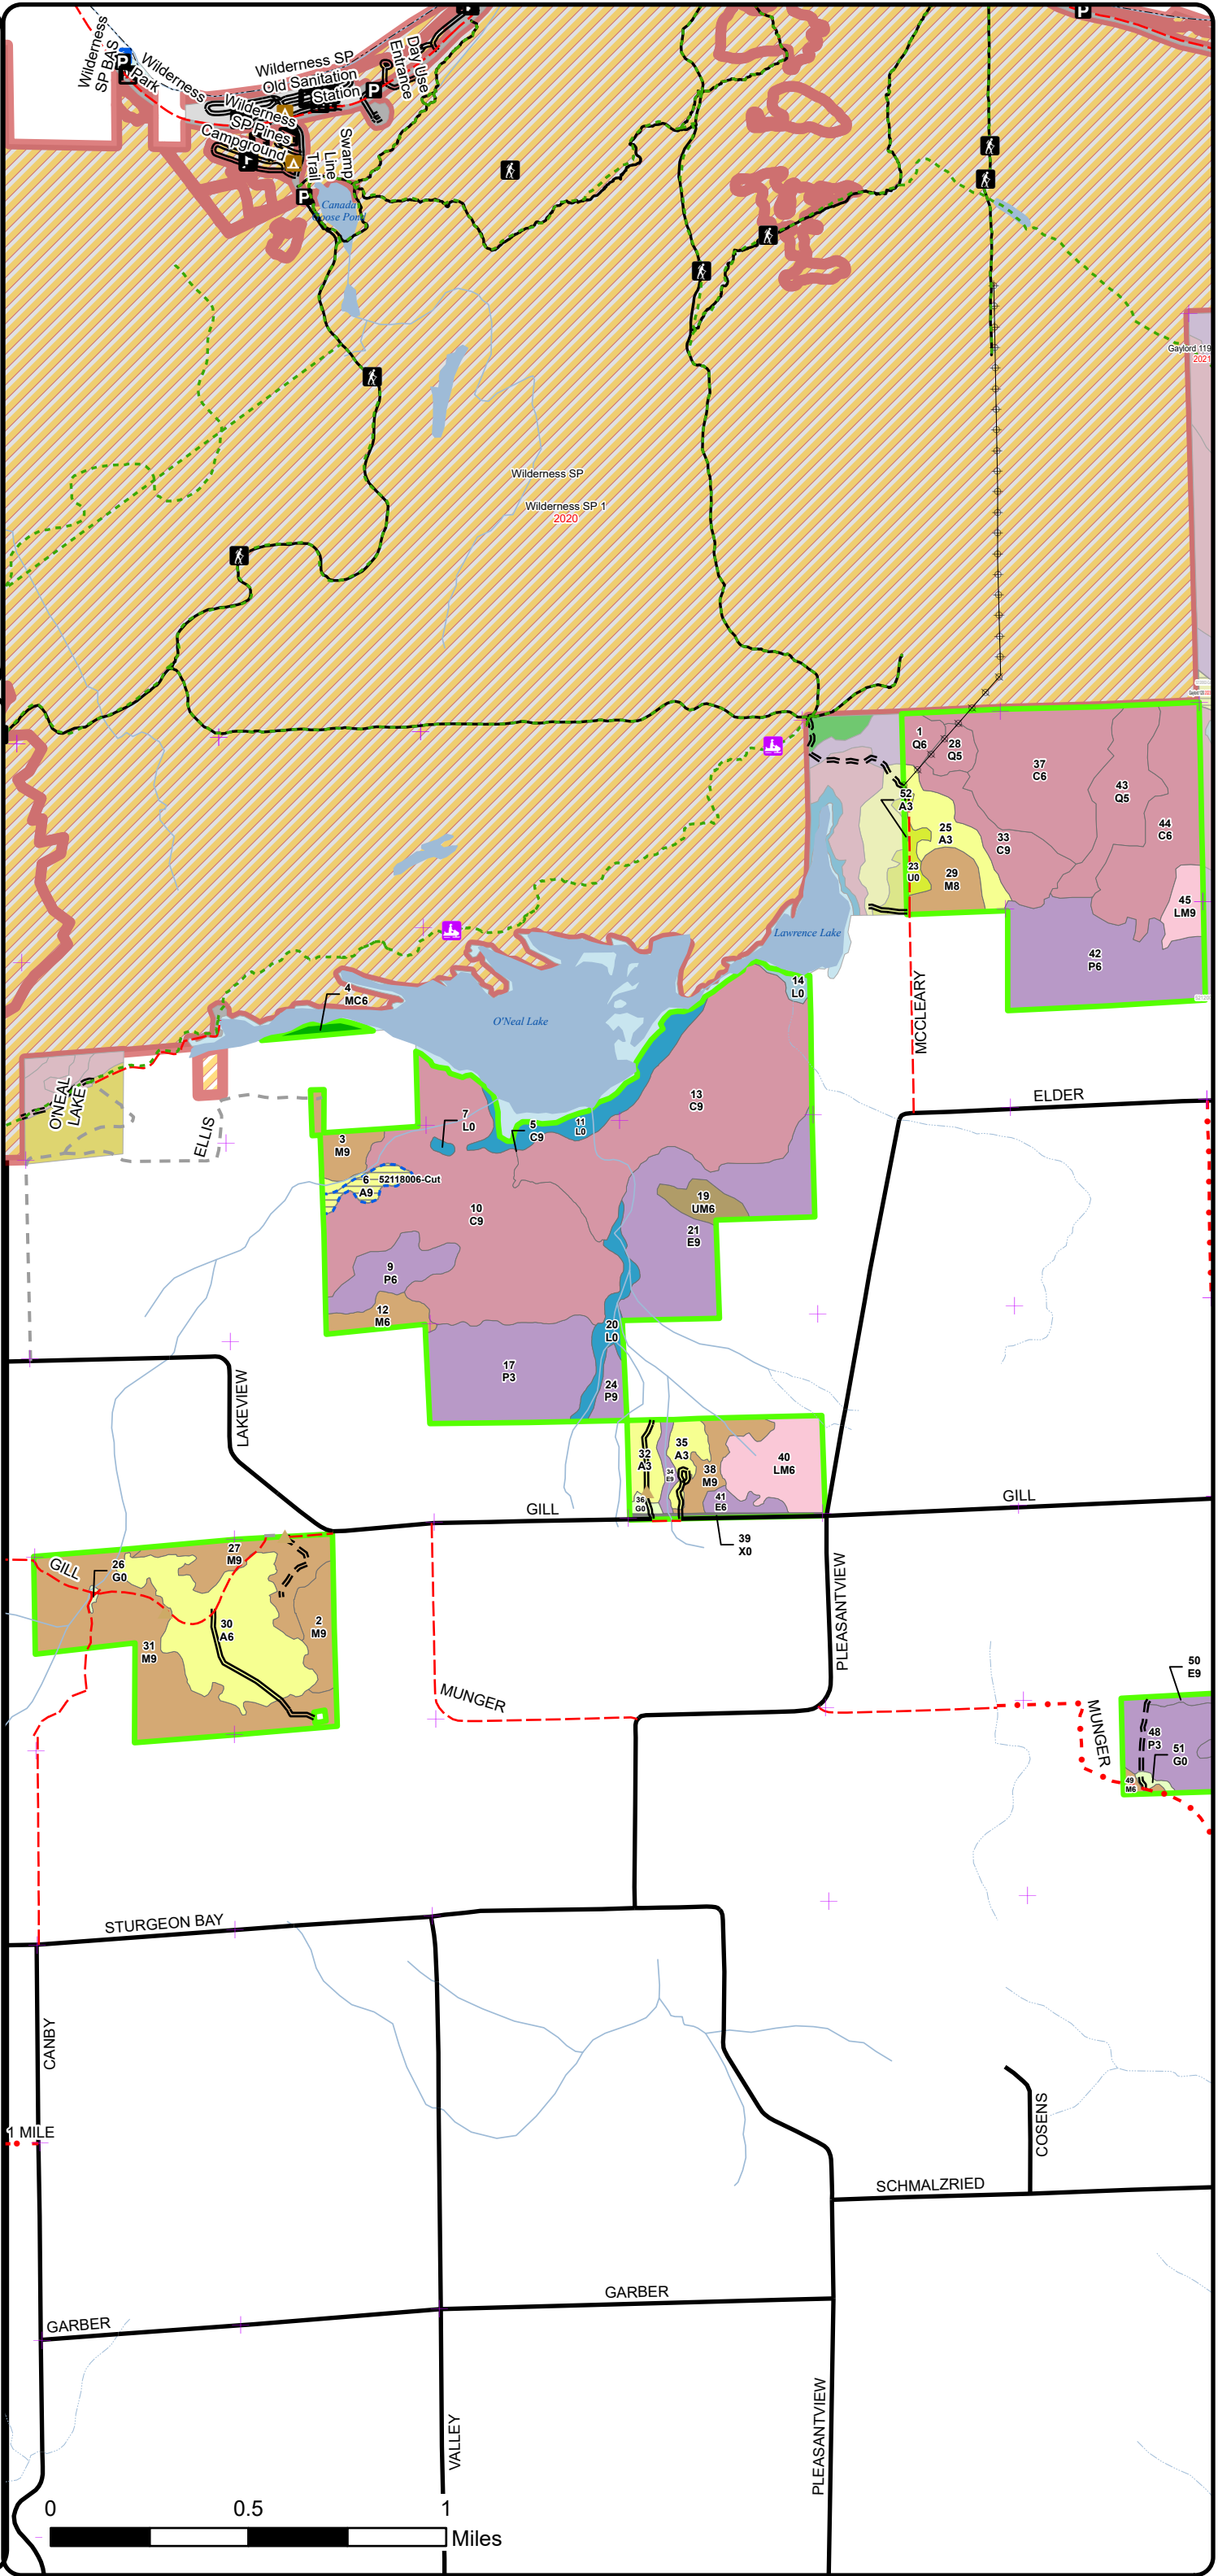 Wilderness
SP BAS
P
Park
Wilderness
Wilderness SP
Old Sanitation
Station
P
Day Use
Entrance
P
Wilderness
SP Pines
Campground
Swamp
Line
Trail
P
Canada
Goose Pond
Gaylord 119
2021
Wilderness SP
Wilderness SP 1
2020
1
Q6
28
Q5
37
C6
43
Q5
44
C6
52
A3
25
A3
33
C9
23
U0
29
M8
45
LM9
42
P6
Lawrence Lake
14
L0
4
MC6
O'Neal Lake
MCCLEARY
O'NEAL
LAKE
ELLIS
13
C9
ELDER
7
L0
5
C9
11
L0
3
M9
6
A9
52118006-Cut
10
C9
19
UM6
21
E9
9
P6
12
M6
20
L0
17
P3
24
P9
LAKEVIEW
32
A3
35
A3
34
E9
38
M9
40
LM6
36
G0
41
E6
39
X0
GILL
GILL
GILL
27
M9
26
G0
30
A6
2
M9
31
M9
PLEASANTVIEW
MUNGER
MUNGER
50
E9
48
P3
51
G0
49
M6
STURGEON BAY
CANBY
1 MILE
COSENS
SCHMALZRIED
GARBER
GARBER
VALLEY
PLEASANTVIEW
0
0.5
1
Miles